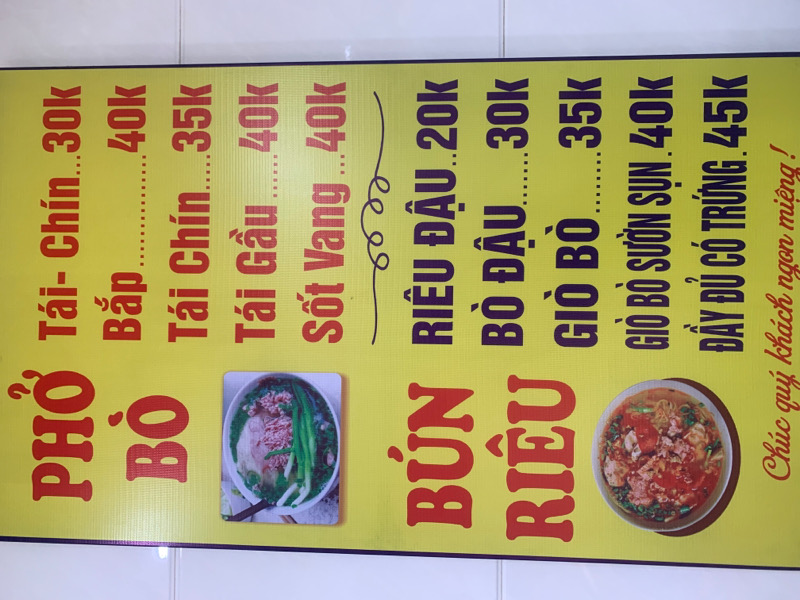 PHỞ
BÒ
Tái- Chín...30k
Bắp...............40k
Tái Chín.....35k
Tái Gầu ......40k
Sốt Vang ...40k
BÚN
RIÊU
RIÊU ĐẬU..20k
BÒ ĐẬU.......30k
GIÒ BÒ ........35k
GIÒ BÒ SƯỜN SỤN .40k
ĐẦY ĐỦ CÓ TRỨNG .45k
Chúc quý khách ngon miệng !